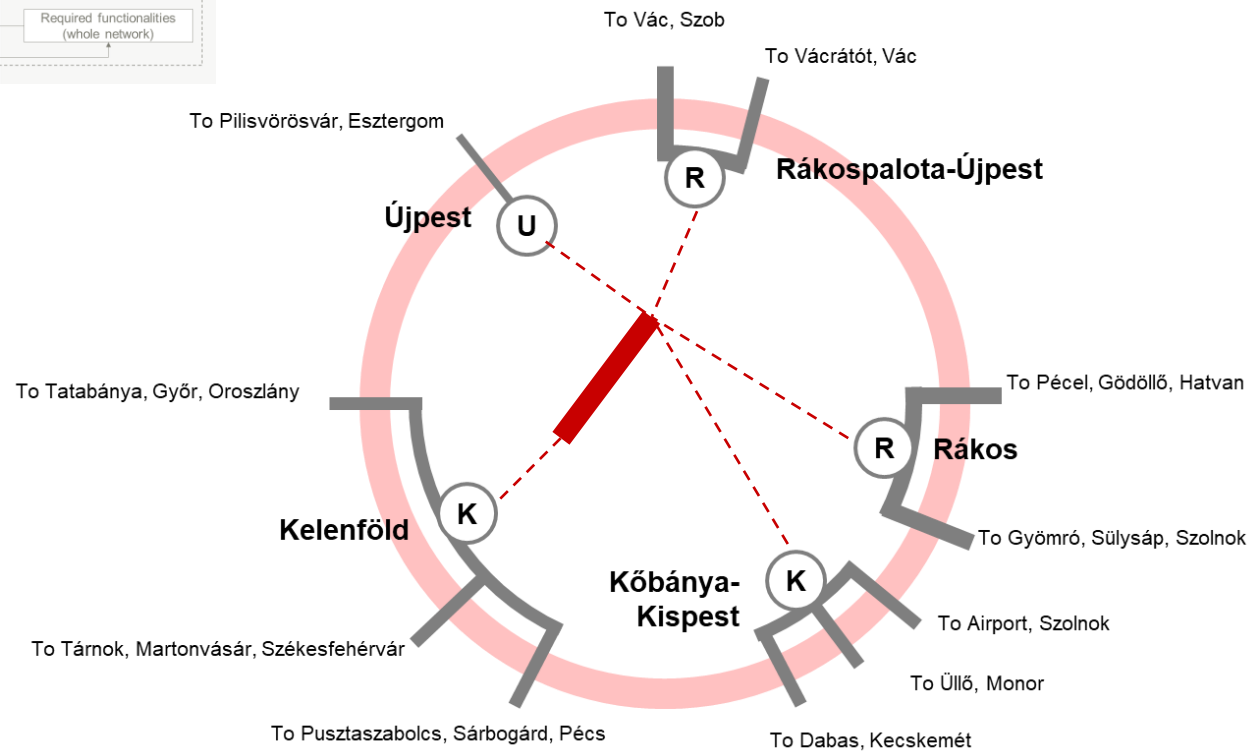 Required functionalities
(whole network)
To Vác, Szob
To Vácrátót, Vác
To Pilisvörösvár, Esztergom
R
Rákospalota-Újpest
Újpest
U
To Tatabánya, Győr, Oroszlány
To Pécel, Gödöllő, Hatvan
R
Rákos
K
Kelenföld
To Gyömró, Sülysáp, Szolnok
Kőbánya-
Kispest
K
To Airport, Szolnok
To Tárnok, Martonvásár, Székesfehérvár
To Üllő, Monor
To Pusztaszabolcs, Sárbogárd, Pécs
To Dabas, Kecskemét